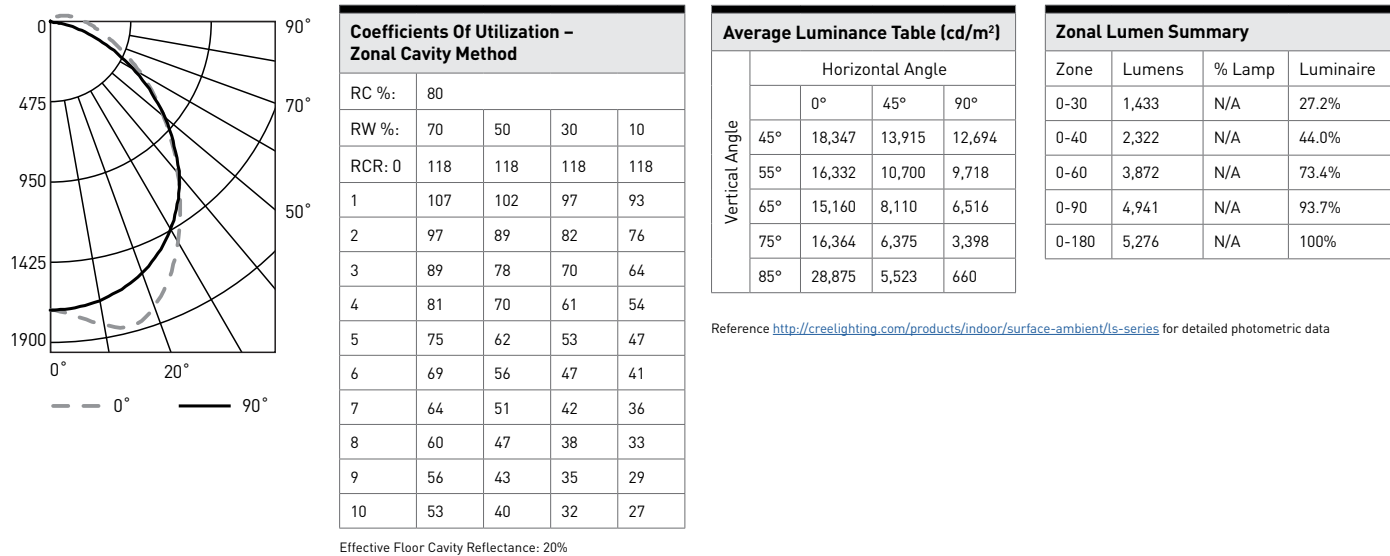 0
475
950
1425
1900
90°
70°
50°
0°
20°
0°
90°
Coefficients Of Utilization –
Zonal Cavity Method
RC %: 80
RW %: 70 50 30 10
RCR: 0 118 118 118 118
1 107 102 97 93
2 97 89 82 76
3 89 78 70 64
4 81 70 61 54
5 75 62 53 47
6 69 56 47 41
7 64 51 42 36
8 60 47 38 33
9 56 43 35 29
10 53 40 32 27
Effective Floor Cavity Reflectance: 20%
Average Luminance Table (cd/m²)
Horizontal Angle
Vertical Angle
0° 45° 90°
45° 18,347 13,915 12,694
55° 16,332 10,700 9,718
65° 15,160 8,110 6,516
75° 16,364 6,375 3,398
85° 28,875 5,523 660
Zonal Lumen Summary
Zone Lumens % Lamp Luminaire
0-30 1,433 N/A 27.2%
0-40 2,322 N/A 44.0%
0-60 3,872 N/A 73.4%
0-90 4,941 N/A 93.7%
0-180 5,276 N/A 100%
Reference http://creelighting.com/products/indoor/surface-ambient/ls-series for detailed photometric data